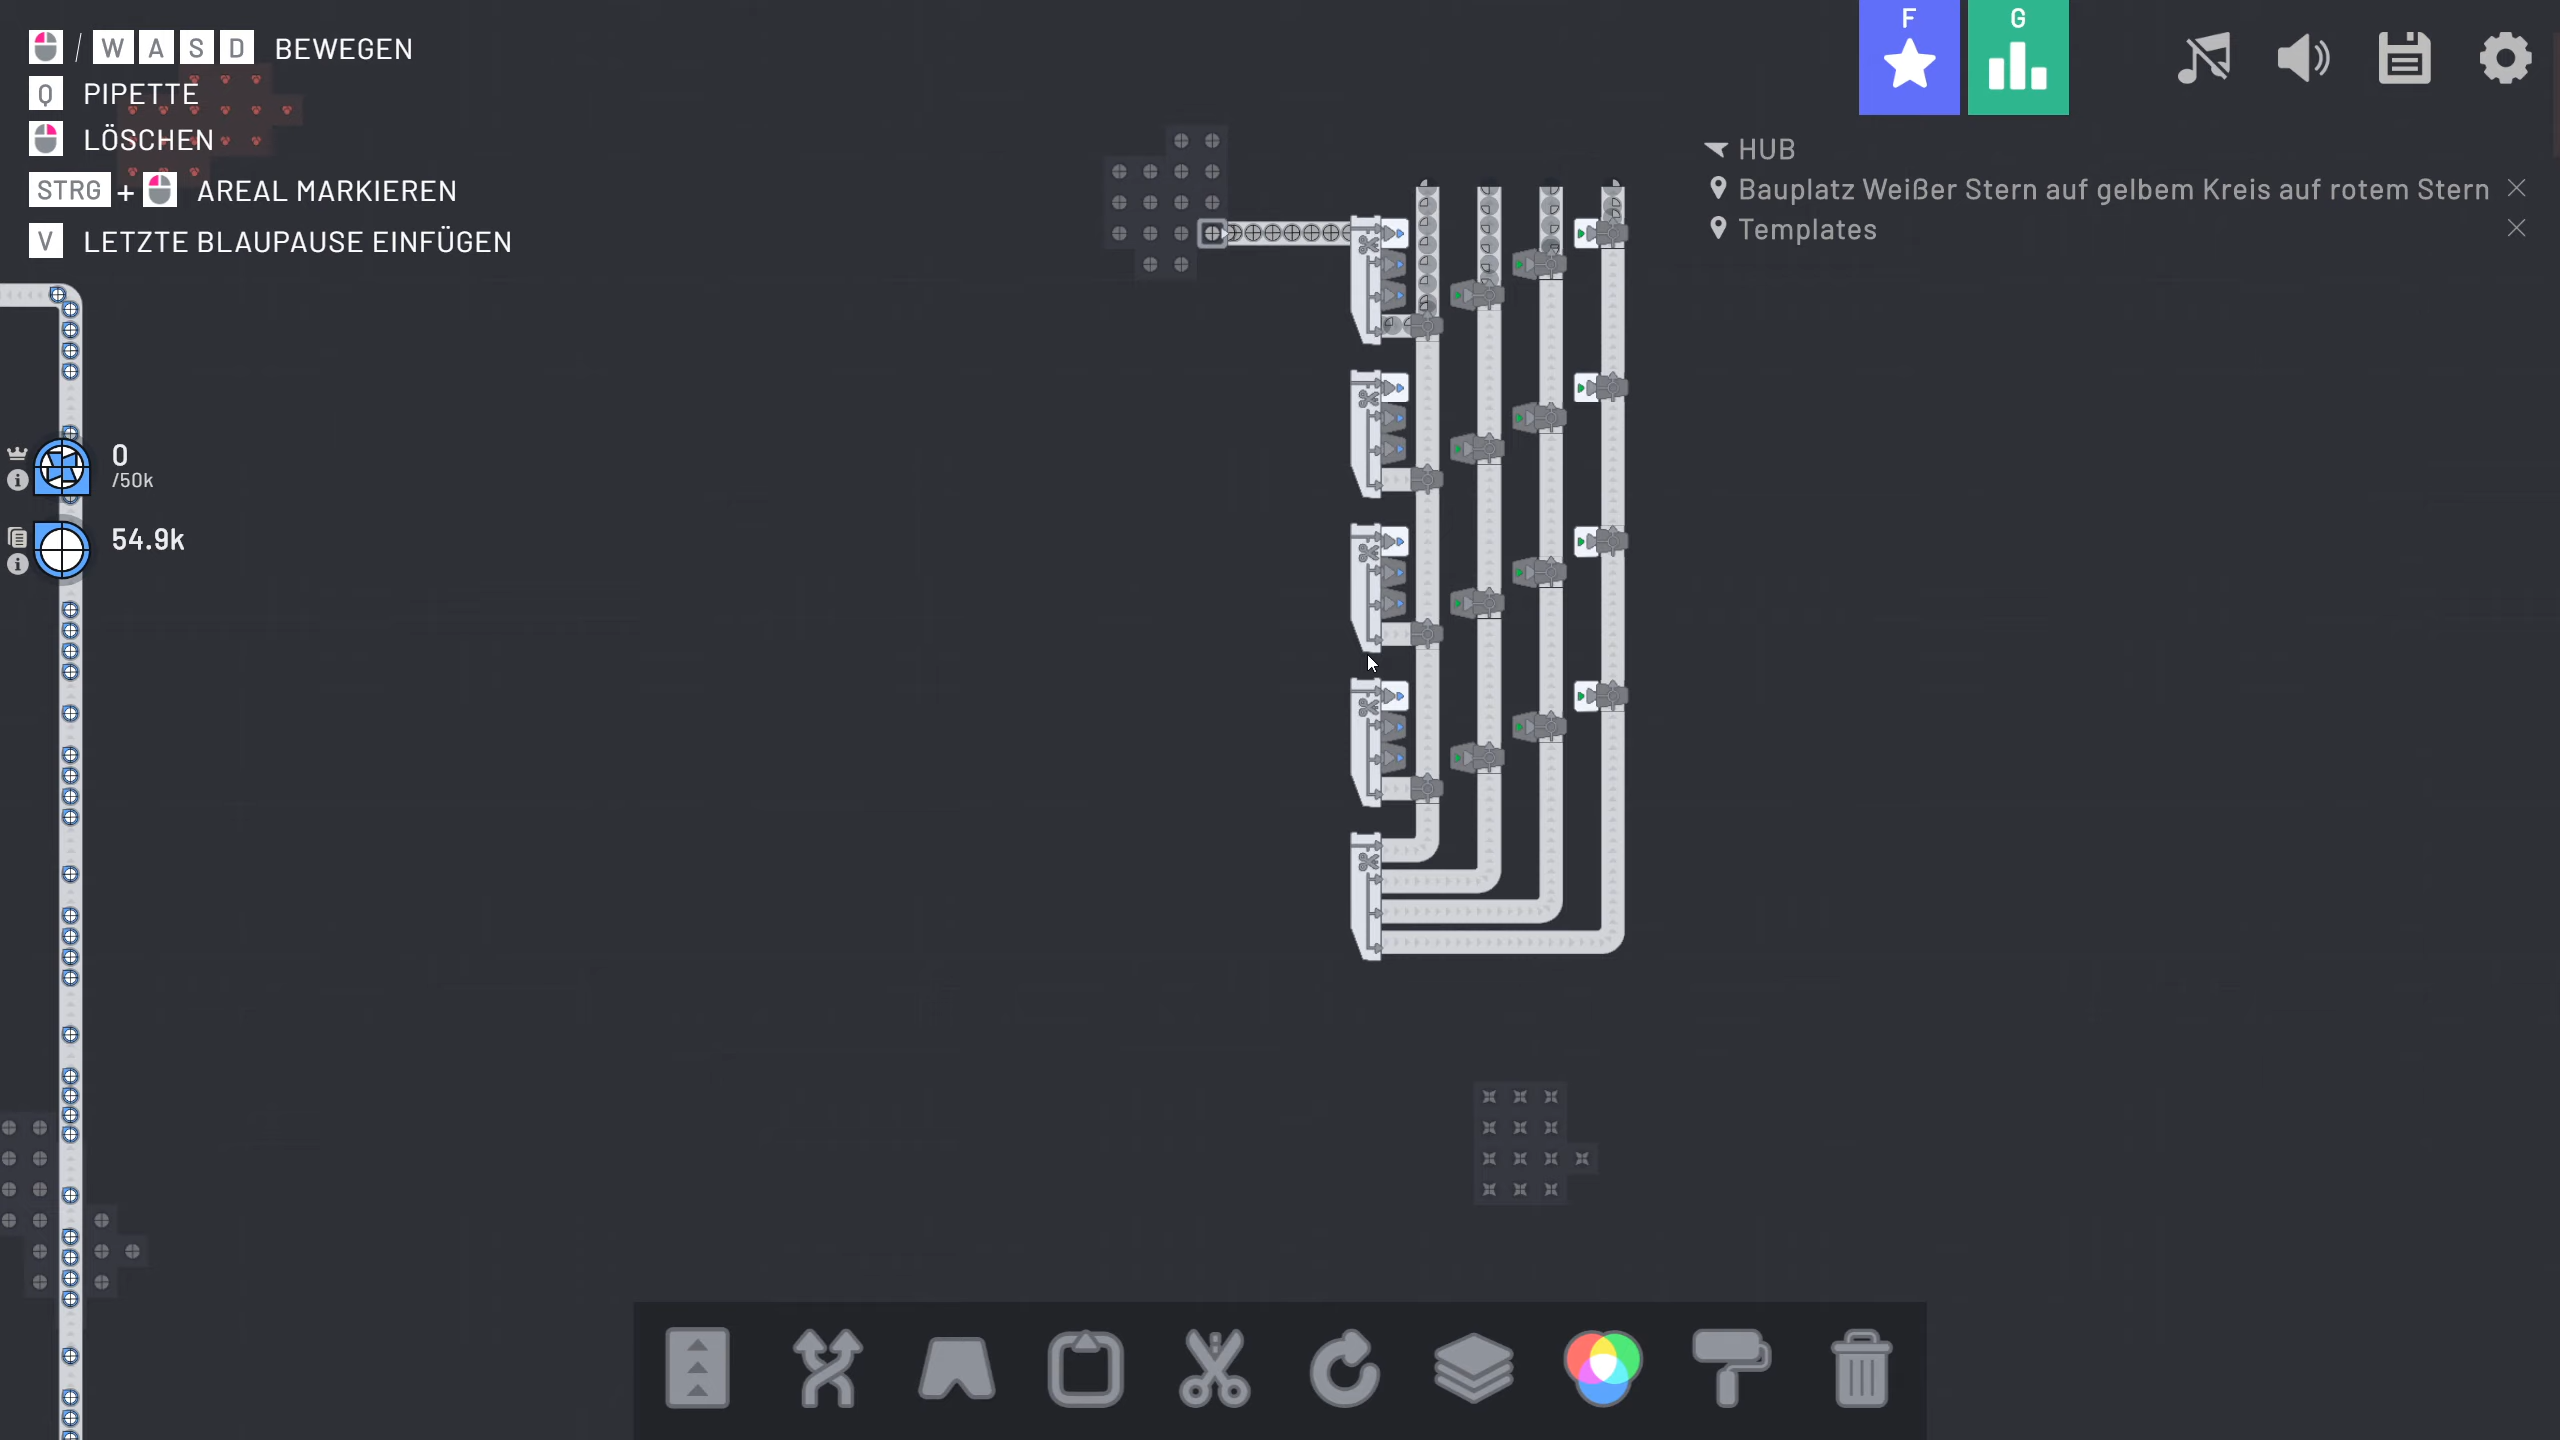 / W A S D BEWEGEN
Q PIPETTE
LÖSCHEN
STRG + AREAL MARKIEREN
V LETZTE BLAUPAUSE EINFÜGEN
F G
HUB
Bauplatz Weißer Stern auf gelbem Kreis auf rotem Stern
Templates
0
/50k
54.9k